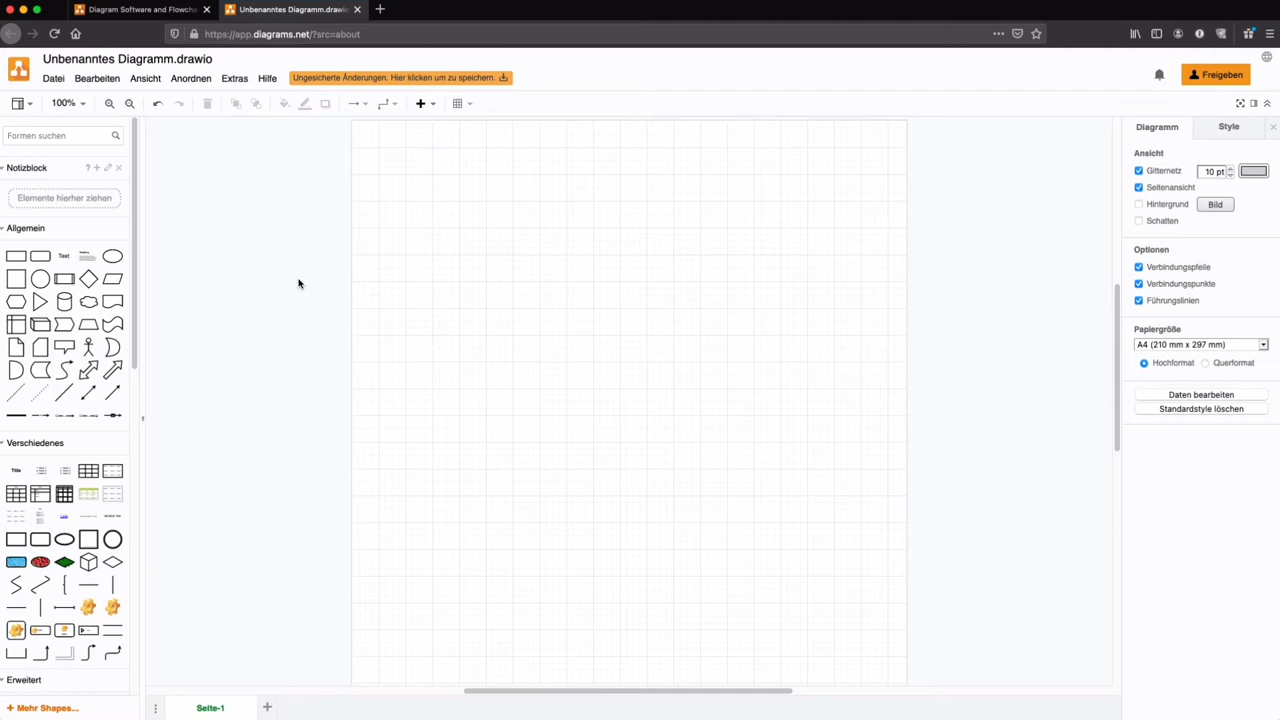 Diagram Software and Flowcha
Unbenanntes Diagramm.drawio
https://app.diagrams.net/?src=about
Unbenanntes Diagramm.drawio
Datei Bearbeiten Ansicht Anordnen Extras Hilfe
Ungesicherte Änderungen. Hier klicken um zu speichern.
Freigeben
100%
Formen suchen
Notizblock
?
Elemente hierher ziehen
Allgemein
Text
Verschiedenes
Title
Erweitert
+ Mehr Shapes...
Seite-1
Diagramm
Style
Ansicht
Gitternetz
10 pt
Seitenansicht
Hintergrund
Bild
Schatten
Optionen
Verbindungspfeile
Verbindungspunkte
Führungslinien
Papiergröße
A4 (210 mm x 297 mm)
Hochformat
Querformat
Daten bearbeiten
Standardstyle löschen